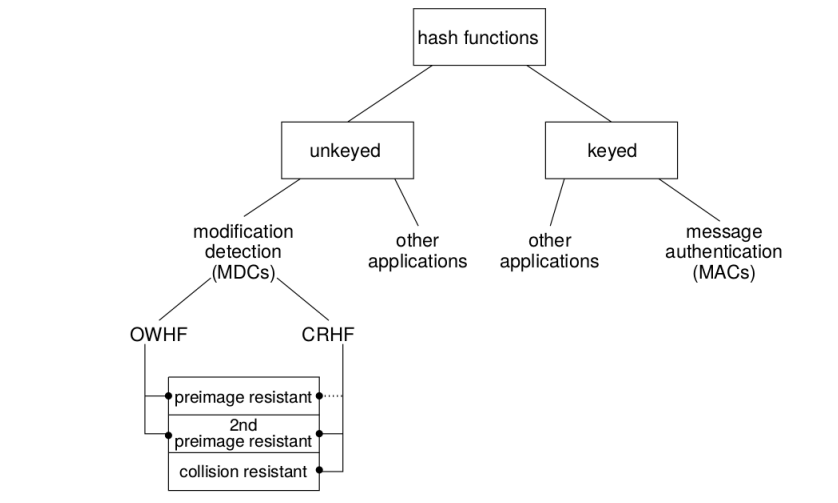 hash functions
unkeyed
keyed
modification
detection
(MDCs)
other
applications
other
applications
message
authentication
(MACs)
OWHF
CRHF
preimage resistant
2nd
preimage resistant
collision resistant